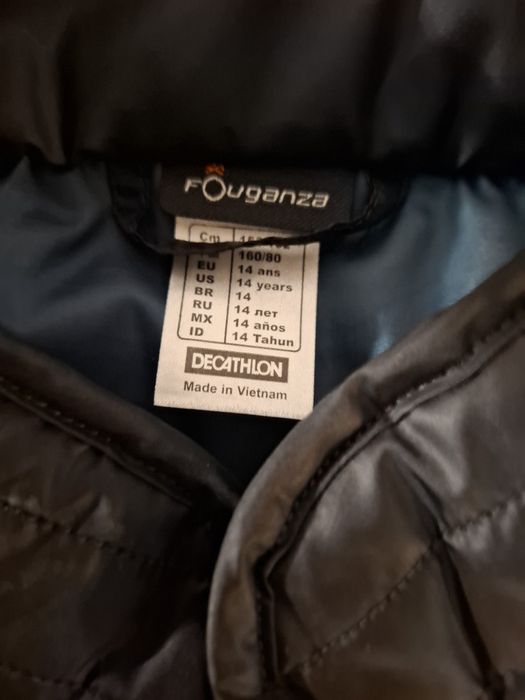 FOUGANZA
Cm
160/80
EU 14 ans
US 14 years
BR 14
RU 14 лет
MX 14 años
ID 14 Tahun
DECATHLON
Made in Vietnam